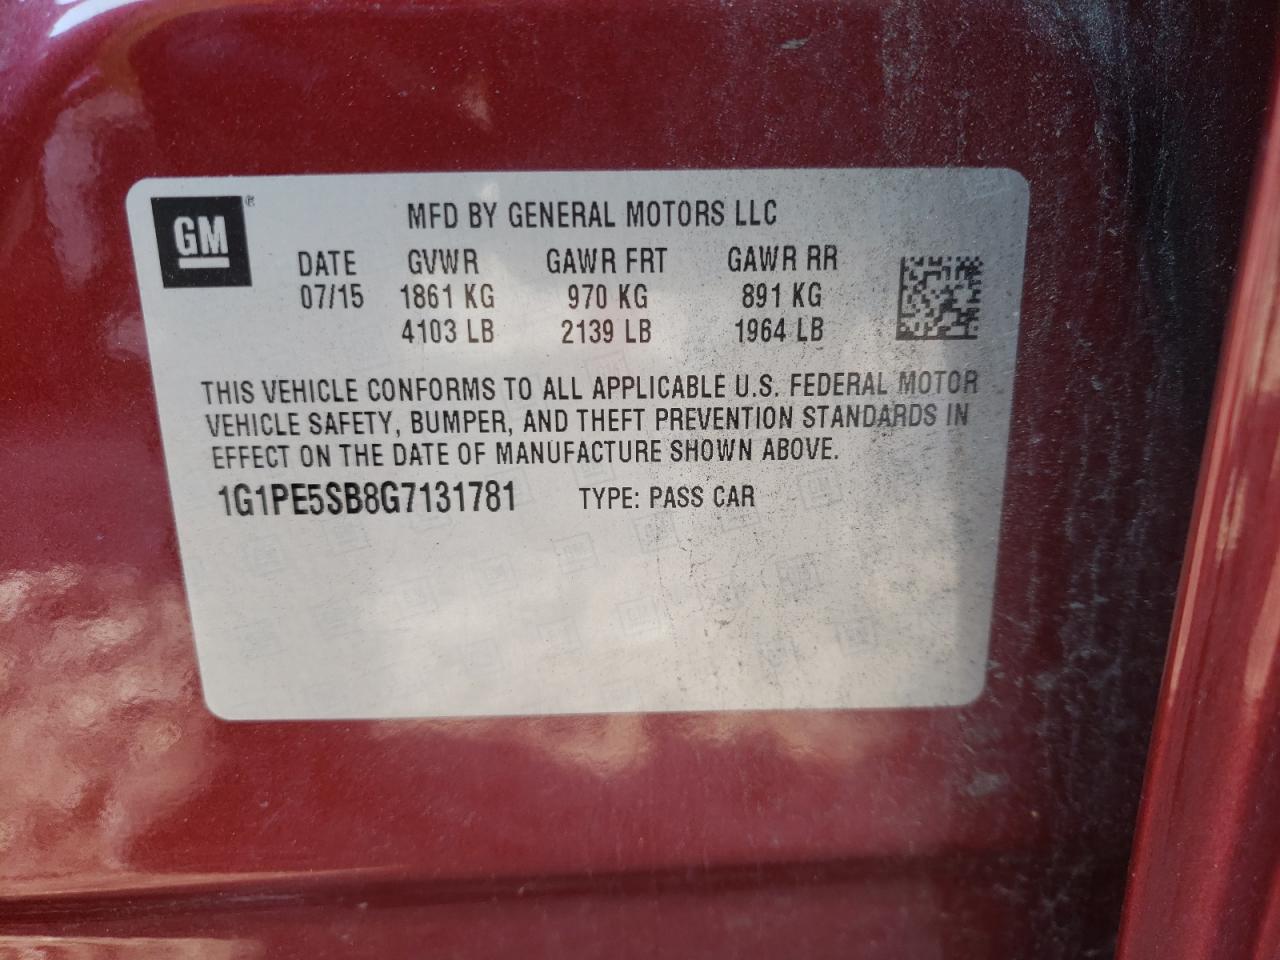 GM®
MFD BY GENERAL MOTORS LLC
DATE GVWR GAWR FRT GAWR RR
07/15 1861 KG 970 KG 891 KG
4103 LB 2139 LB 1964 LB
THIS VEHICLE CONFORMS TO ALL APPLICABLE U.S. FEDERAL MOTOR
VEHICLE SAFETY, BUMPER, AND THEFT PREVENTION STANDARDS IN
EFFECT ON THE DATE OF MANUFACTURE SHOWN ABOVE.
1G1PE5SB8G7131781 TYPE: PASS CAR